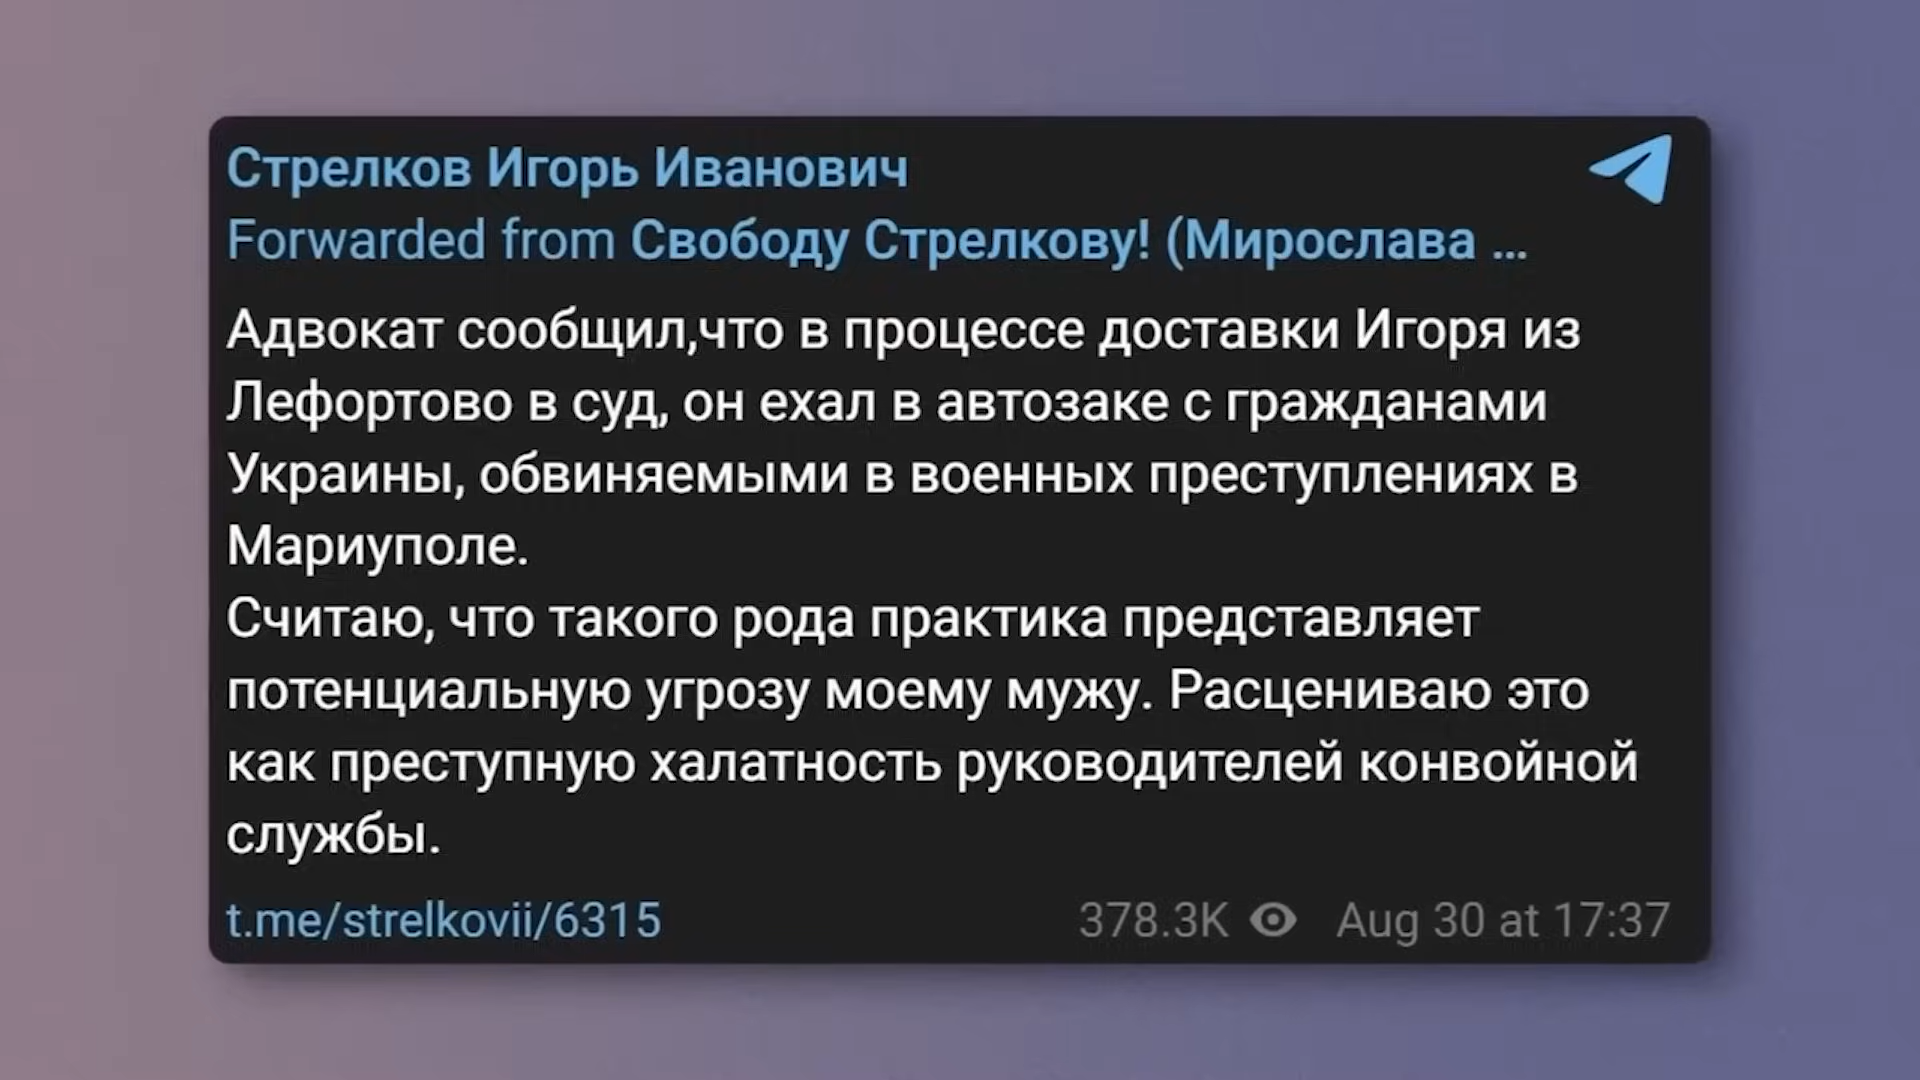 Стрелков Игорь Иванович
Forwarded from Свободу Стрелкову! (Мирослава ...
Адвокат сообщил,что в процессе доставки Игоря из
Лефортово в суд, он ехал в автозаке с гражданами
Украины, обвиняемыми в военных преступлениях в
Мариуполе.
Считаю, что такого рода практика представляет
потенциальную угрозу моему мужу. Расцениваю это
как преступную халатность руководителей конвойной
службы.
t.me/strelkovii/6315 378.3K Aug 30 at 17:37